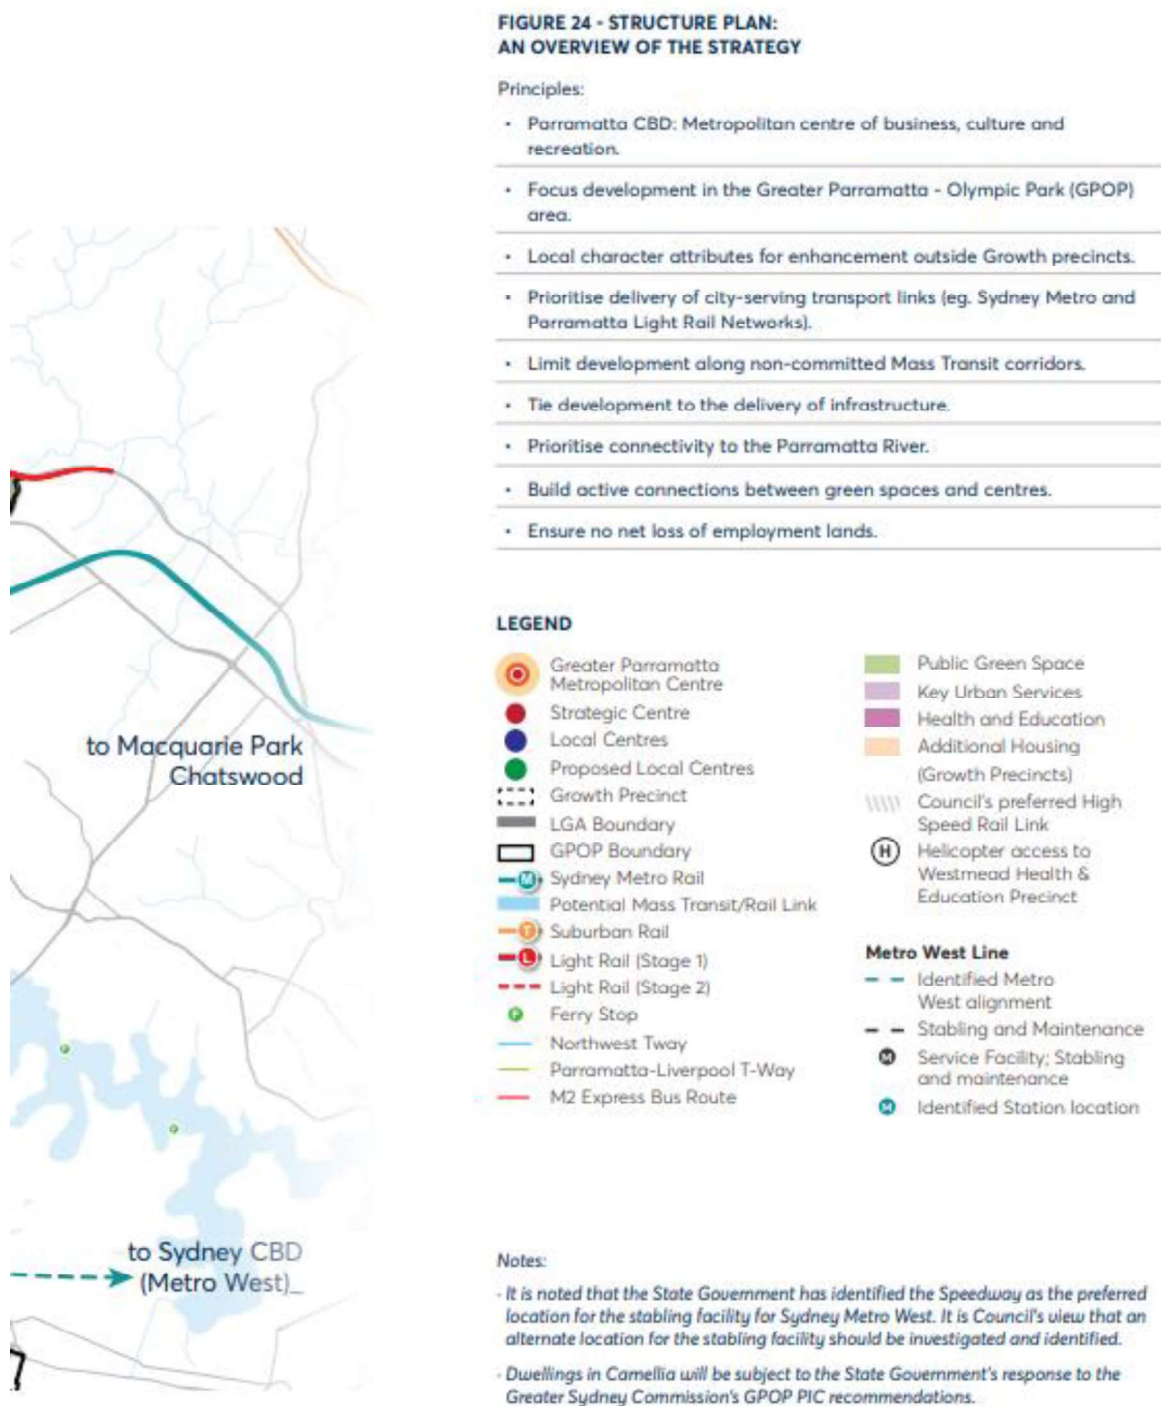 FIGURE 24 - STRUCTURE PLAN:
AN OVERVIEW OF THE STRATEGY
Principles:
• Parramatta CBD: Metropolitan centre of business, culture and
recreation.
• Focus development in the Greater Parramatta - Olympic Park (GPOP)
area.
• Local character attributes for enhancement outside Growth precincts.
• Prioritise delivery of city-serving transport links (eg. Sydney Metro and
Parramatta Light Rail Networks).
• Limit development along non-committed Mass Transit corridors.
• Tie development to the delivery of infrastructure.
• Prioritise connectivity to the Parramatta River.
• Build active connections between green spaces and centres.
• Ensure no net loss of employment lands.
to Macquarie Park
Chatswood
to Sydney CBD
(Metro West)_
LEGEND
Greater Parramatta
Metropolitan Centre
Strategic Centre
Local Centres
Proposed Local Centres
Growth Precinct
LGA Boundary
GPOP Boundary
M Sydney Metro Rail
Potential Mass Transit/Rail Link
T Suburban Rail
L Light Rail (Stage 1)
Light Rail (Stage 2)
F Ferry Stop
Northwest Tway
Parramatta-Liverpool T-Way
M2 Express Bus Route
Public Green Space
Key Urban Services
Health and Education
Additional Housing
(Growth Precincts)
Council's preferred High
Speed Rail Link
H Helicopter access to
Westmead Health &
Education Precinct
Metro West Line
Identified Metro
West alignment
Stabling and Maintenance
M Service Facility; Stabling
and maintenance
M Identified Station location
Notes:
- It is noted that the State Government has identified the Speedway as the preferred
location for the stabling facility for Sydney Metro West. It is Council's view that an
alternate location for the stabling facility should be investigated and identified.
- Dwellings in Camellia will be subject to the State Government's response to the
Greater Sydney Commission's GPOP PIC recommendations.